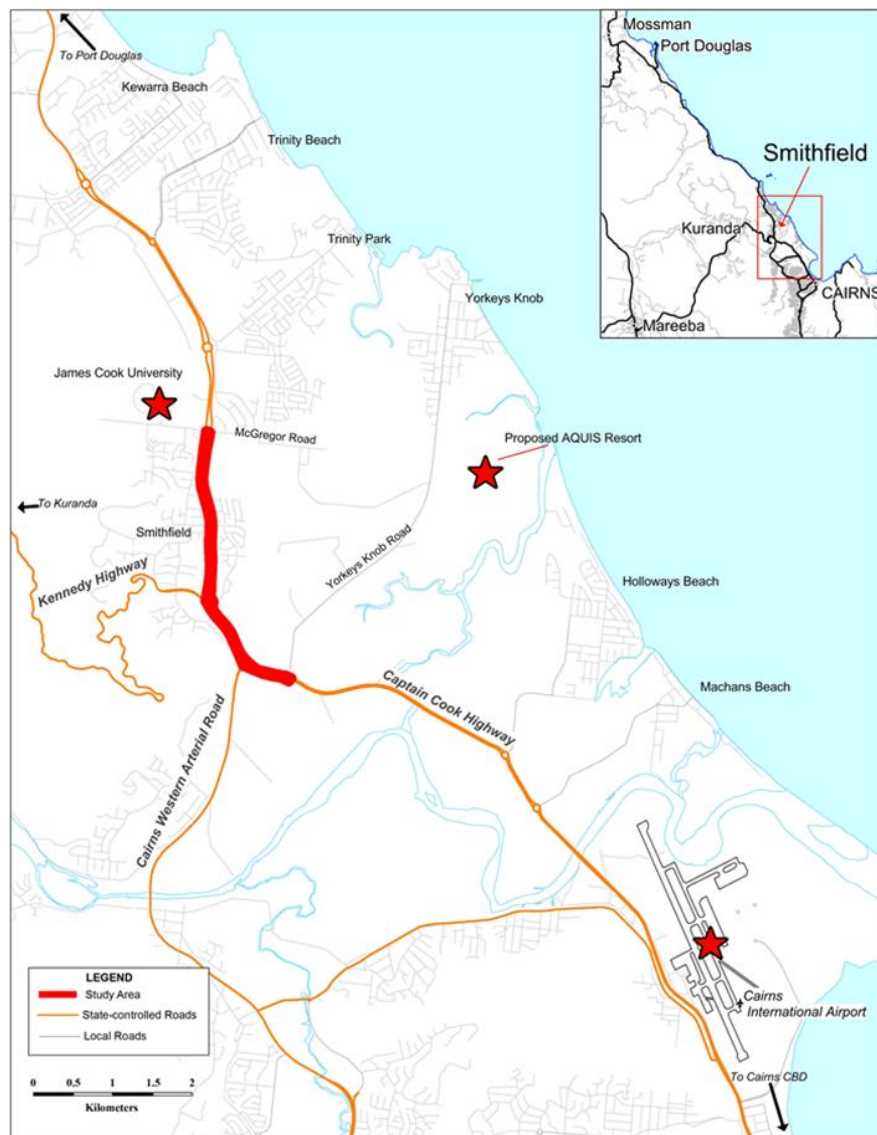 To Port Douglas
Kewarra Beach
Trinity Beach
Trinity Park
Yorkeys Knob
James Cook University
McGregor Road
Proposed AQUIS Resort
To Kuranda
Smithfield
Kennedy Highway
Yorkeys Knob Road
Holloways Beach
Machans Beach
Captain Cook Highway
Cairns Western Arterial Road
Cairns
International Airport
To Cairns CBD
Mossman
Port Douglas
Smithfield
Kuranda
CAIRNS
Mareeba
LEGEND
Study Area
State-controlled Roads
Local Roads
0 0.5 1 1.5 2
Kilometers